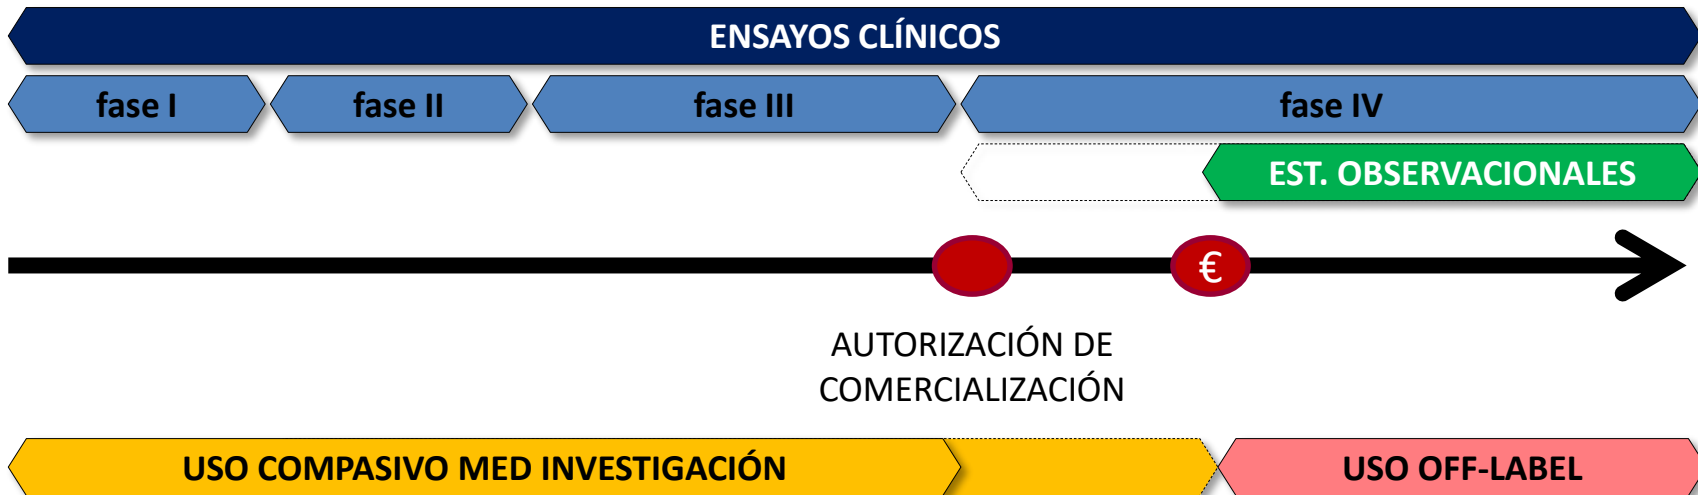 ENSAYOS CLÍNICOS
fase I
fase II
fase III
fase IV
EST. OBSERVACIONALES
€
AUTORIZACIÓN DE
COMERCIALIZACIÓN
USO COMPASIVO MED INVESTIGACIÓN
USO OFF-LABEL